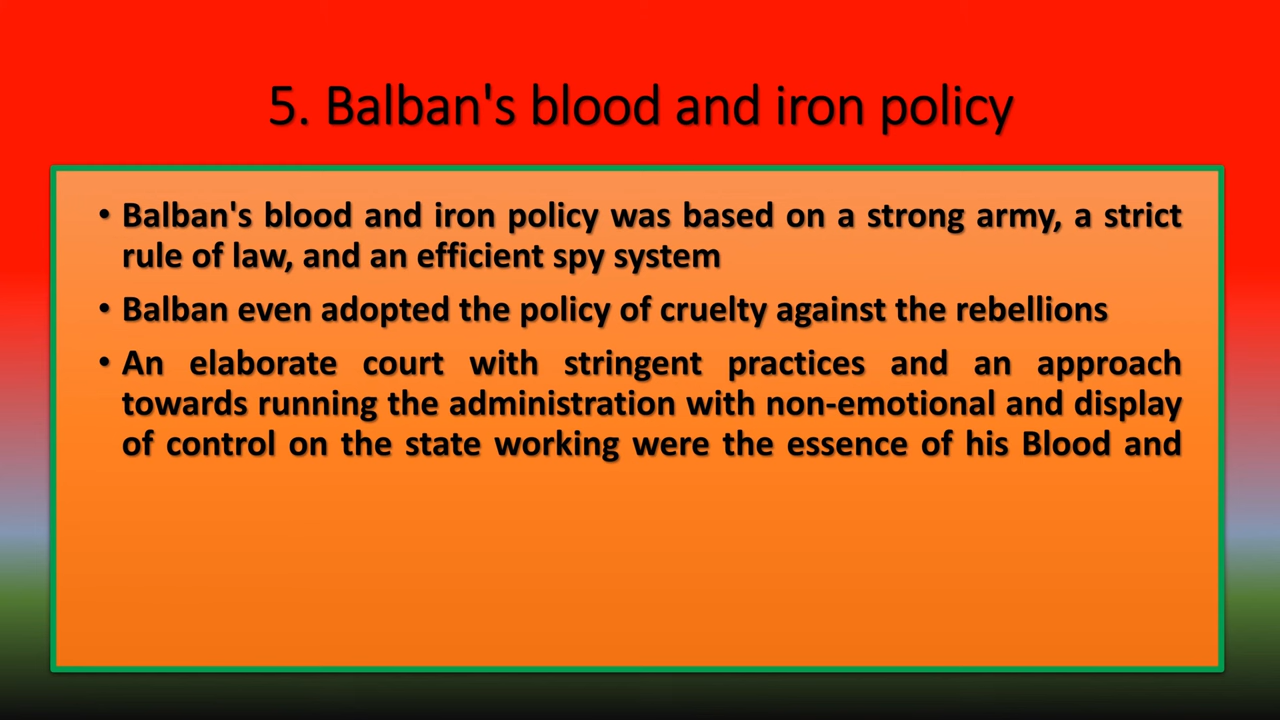 5. Balban's blood and iron policy
• Balban's blood and iron policy was based on a strong army, a strict
rule of law, and an efficient spy system
• Balban even adopted the policy of cruelty against the rebellions
• An elaborate court with stringent practices and an approach
towards running the administration with non-emotional and display
of control on the state working were the essence of his Blood and